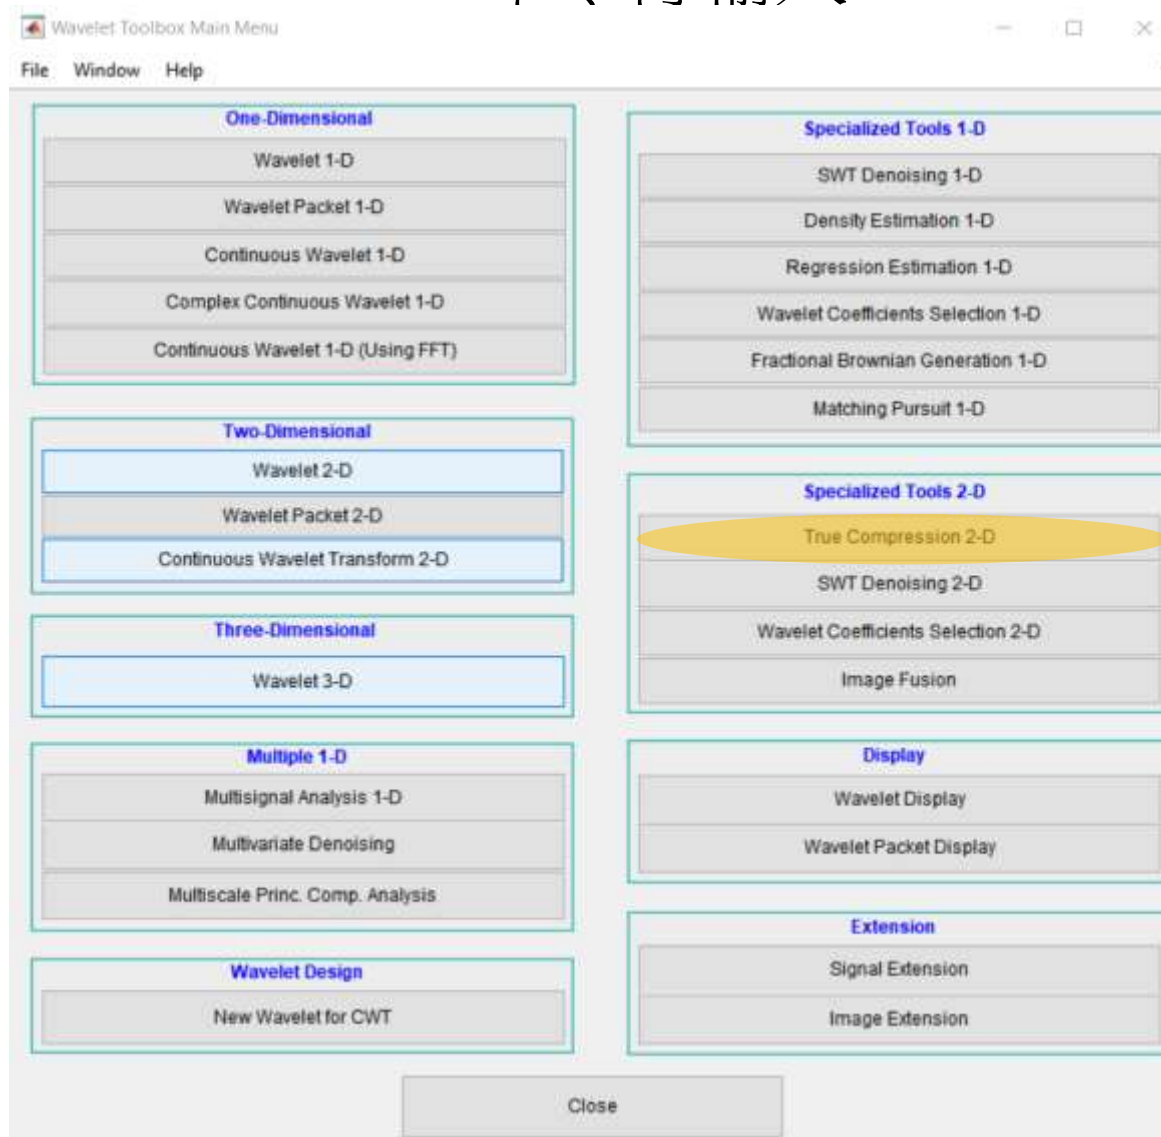 Wavelet Toolbox Main Menu
File Window Help
One-Dimensional
Wavelet 1-D
Wavelet Packet 1-D
Continuous Wavelet 1-D
Complex Continuous Wavelet 1-D
Continuous Wavelet 1-D (Using FFT)
Two-Dimensional
Wavelet 2-D
Wavelet Packet 2-D
Continuous Wavelet Transform 2-D
Three-Dimensional
Wavelet 3-D
Multiple 1-D
Multisignal Analysis 1-D
Multivariate Denoising
Multiscale Princ. Comp. Analysis
Wavelet Design
New Wavelet for CWT
Specialized Tools 1-D
SWT Denoising 1-D
Density Estimation 1-D
Regression Estimation 1-D
Wavelet Coefficients Selection 1-D
Fractional Brownian Generation 1-D
Matching Pursuit 1-D
Specialized Tools 2-D
True Compression 2-D
SWT Denoising 2-D
Wavelet Coefficients Selection 2-D
Image Fusion
Display
Wavelet Display
Wavelet Packet Display
Extension
Signal Extension
Image Extension
Close